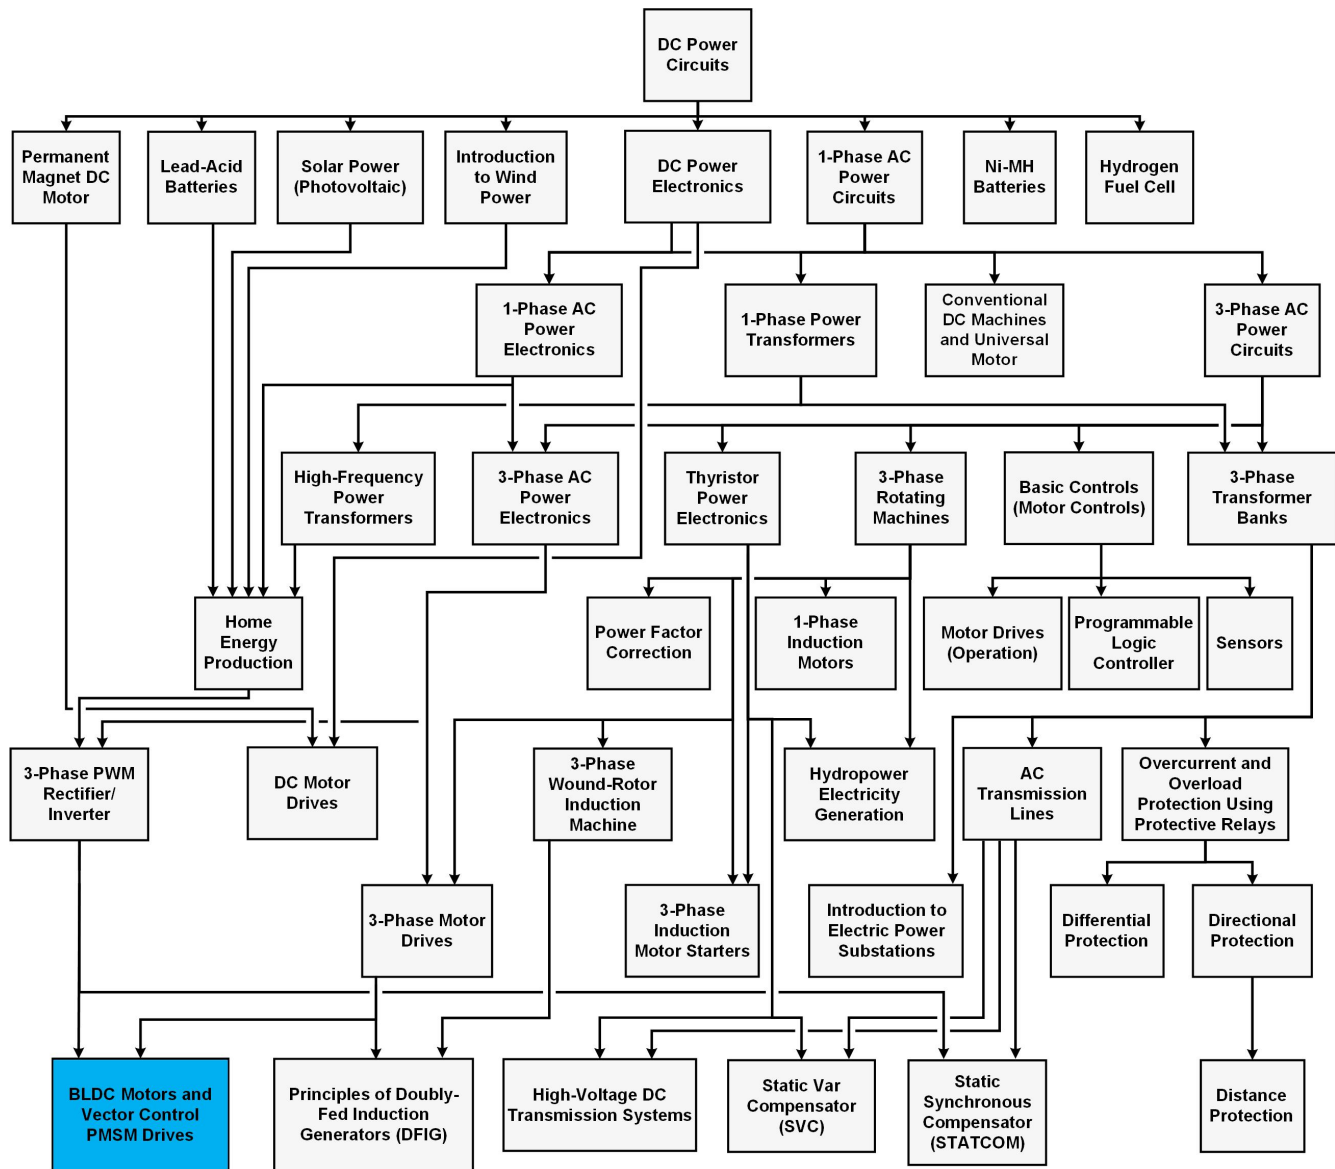 DC Power
Circuits
Permanent
Magnet DC
Motor
Lead-Acid
Batteries
Solar Power
(Photovoltaic)
Introduction
to Wind
Power
DC Power
Electronics
1-Phase AC
Power
Circuits
Ni-MH
Batteries
Hydrogen
Fuel Cell
1-Phase AC
Power
Electronics
1-Phase Power
Transformers
Conventional
DC Machines
and Universal
Motor
3-Phase AC
Power
Circuits
High-Frequency
Power
Transformers
3-Phase AC
Power
Electronics
Thyristor
Power
Electronics
3-Phase
Rotating
Machines
Basic Controls
(Motor Controls)
3-Phase
Transformer
Banks
Home
Energy
Production
Power Factor
Correction
1-Phase
Induction
Motors
Motor Drives
(Operation)
Programmable
Logic
Controller
Sensors
3-Phase PWM
Rectifier/
Inverter
DC Motor
Drives
3-Phase
Wound-Rotor
Induction
Machine
Hydropower
Electricity
Generation
AC
Transmission
Lines
Overcurrent and
Overload
Protection Using
Protective Relays
3-Phase Motor
Drives
3-Phase
Induction
Motor Starters
Introduction to
Electric Power
Substations
Differential
Protection
Directional
Protection
BLDC Motors and
Vector Control
PMSM Drives
Principles of Doubly-
Fed Induction
Generators (DFIG)
High-Voltage DC
Transmission Systems
Static Var
Compensator
(SVC)
Static
Synchronous
Compensator
(STATCOM)
Distance
Protection